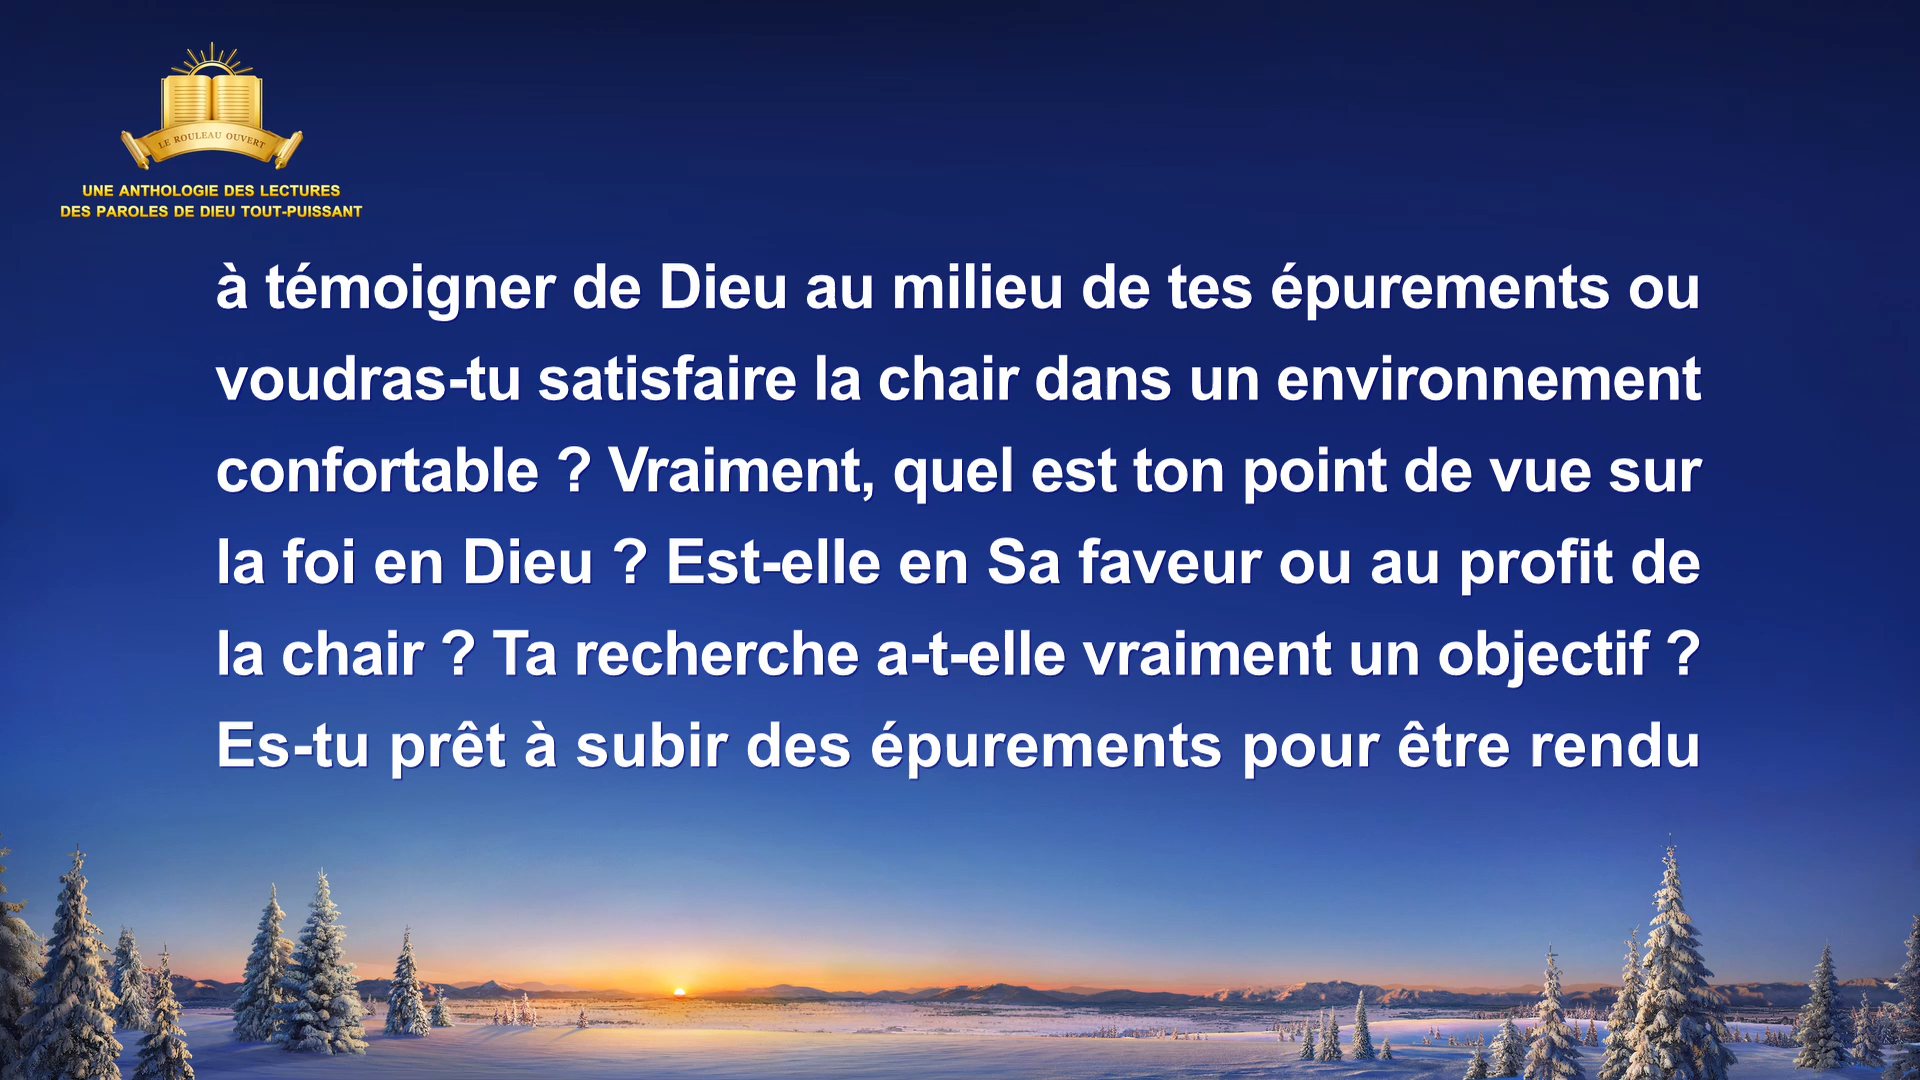 LE ROULEAU OUVERT
UNE ANTHOLOGIE DES LECTURES
DES PAROLES DE DIEU TOUT-PUISSANT
à témoigner de Dieu au milieu de tes épurements ou
voudras-tu satisfaire la chair dans un environnement
confortable ? Vraiment, quel est ton point de vue sur
la foi en Dieu ? Est-elle en Sa faveur ou au profit de
la chair ? Ta recherche a-t-elle vraiment un objectif ?
Es-tu prêt à subir des épurements pour être rendu